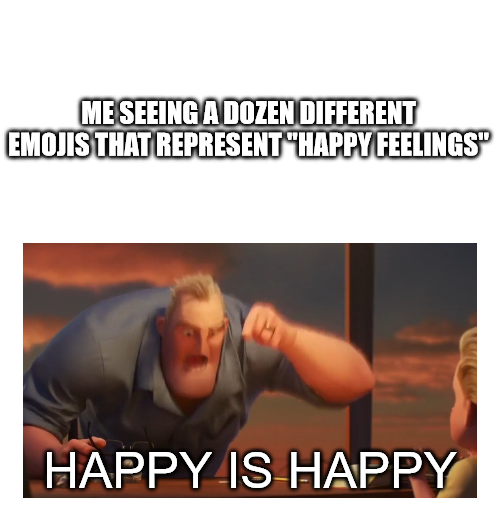 ME SEEING A DOZEN DIFFERENT
EMOJIS THAT REPRESENT "HAPPY FEELINGS"
HAPPY IS HAPPY